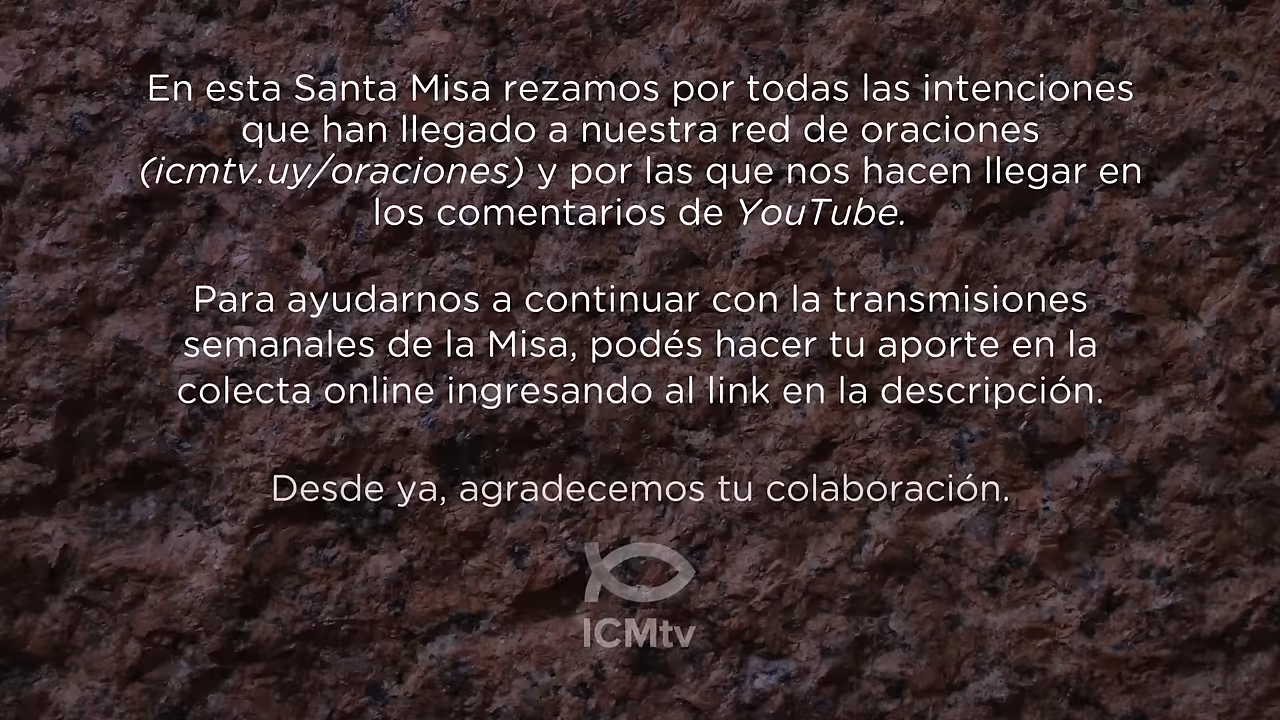 En esta Santa Misa rezamos por todas las intenciones
que han llegado a nuestra red de oraciones
(icmtv.uy/oraciones) y por las que nos hacen llegar en
los comentarios de YouTube.
Para ayudarnos a continuar con la transmisiones
semanales de la Misa, podés hacer tu aporte en la
colecta online ingresando al link en la descripción.
Desde ya, agradecemos tu colaboración.
ICMtv